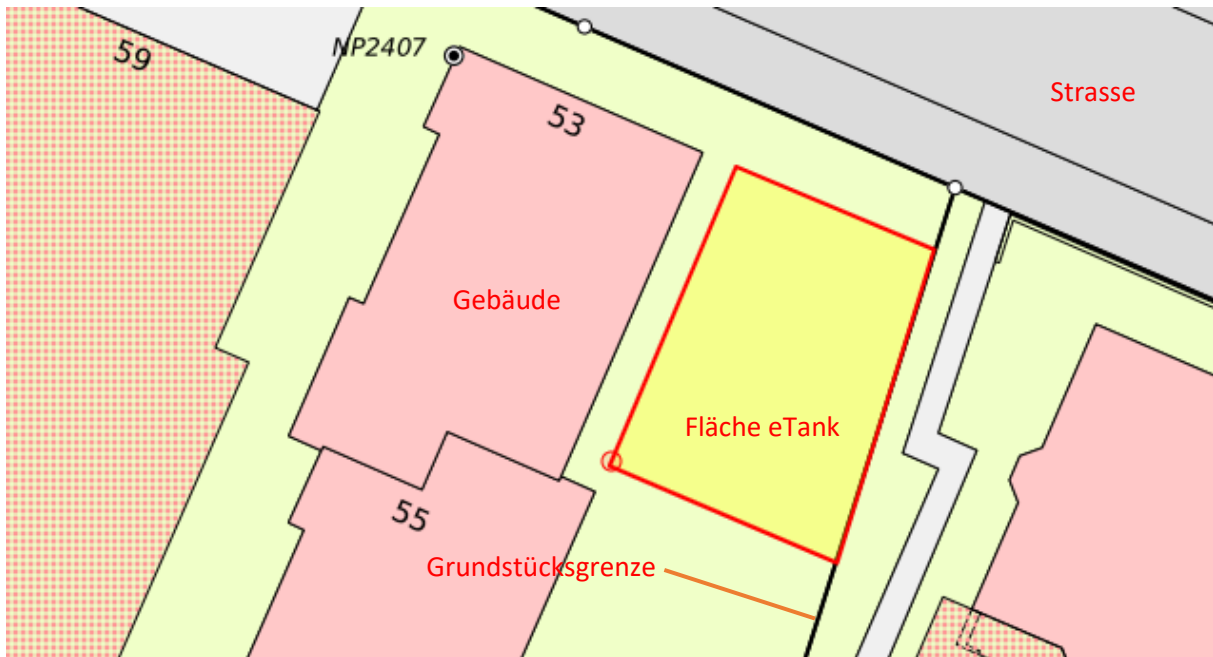 59
NP2407
53
Strasse
Gebäude
Fläche eTank
55
Grundstücksgrenze